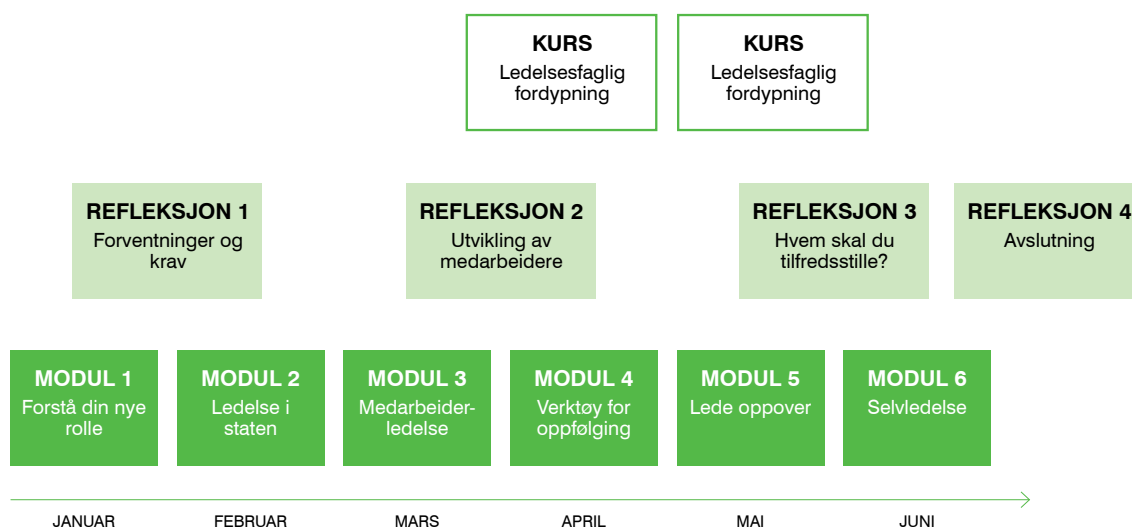 KURS
Ledelsesfaglig
fordypning
KURS
Ledelsesfaglig
fordypning
REFLEKSJON 1
Forventninger og
krav
REFLEKSJON 2
Utvikling av
medarbeidere
REFLEKSJON 3
Hvem skal du
tilfredsstille?
REFLEKSJON 4
Avslutning
MODUL 1
Forstå din nye
rolle
MODUL 2
Ledelse i
staten
MODUL 3
Medarbeider-
ledelse
MODUL 4
Verktøy for
oppfølging
MODUL 5
Lede oppover
MODUL 6
Selvledelse
JANUAR
FEBRUAR
MARS
APRIL
MAI
JUNI